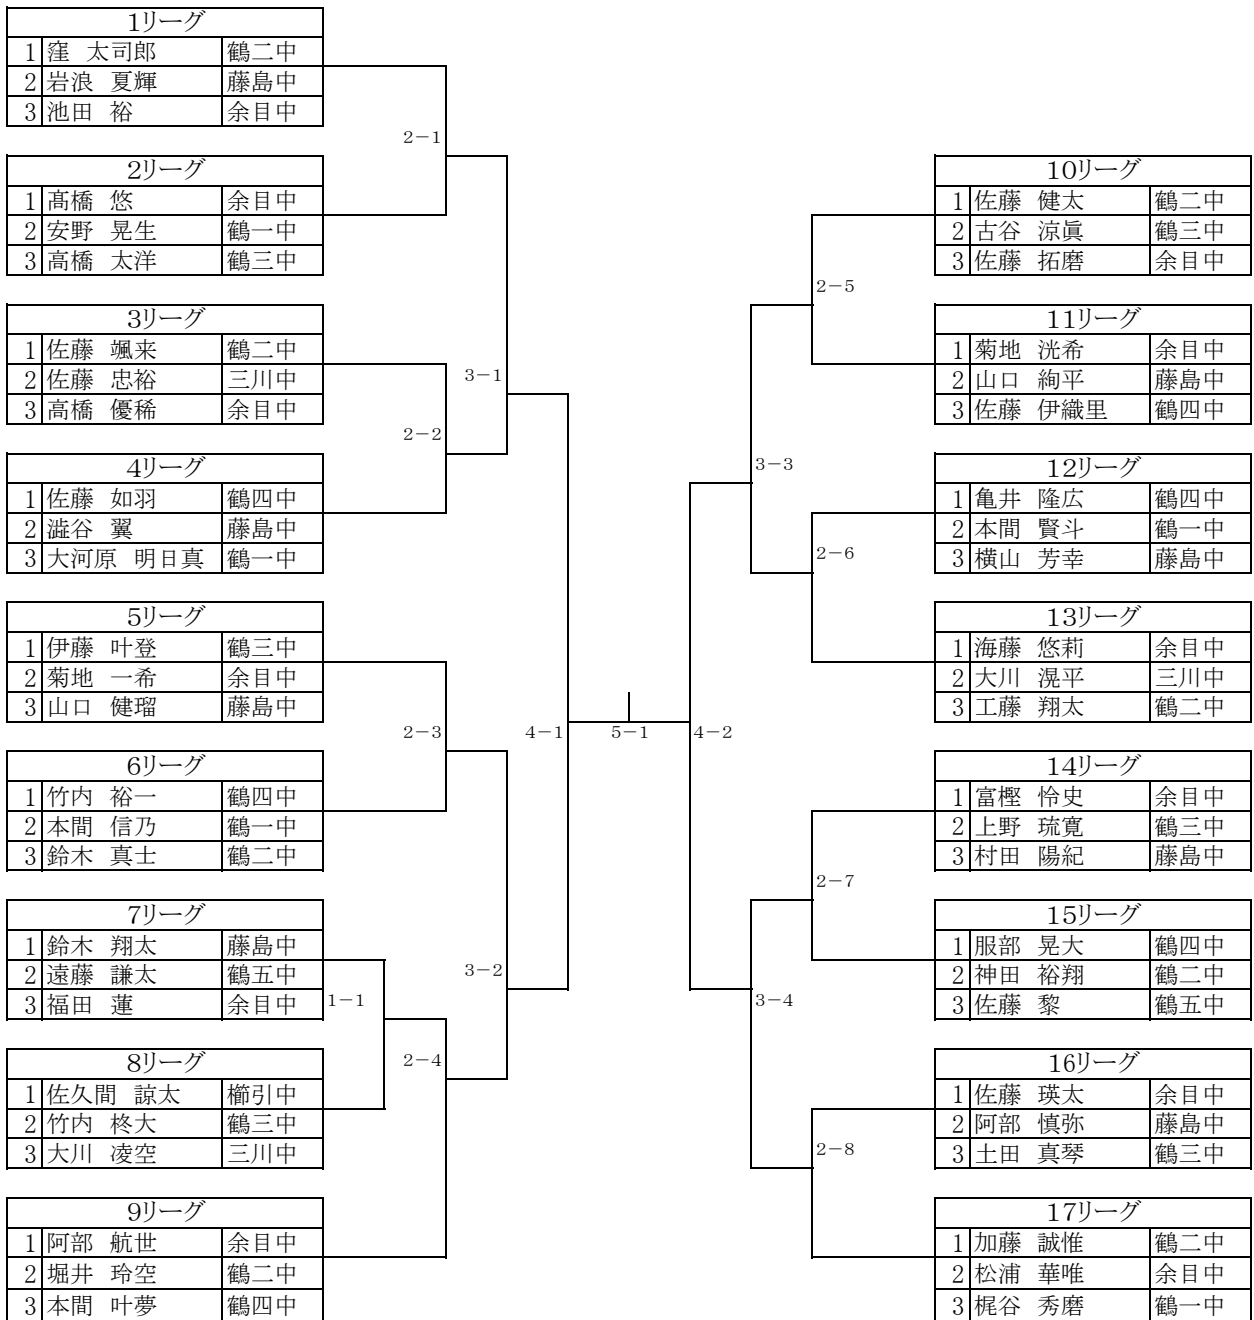 1リーグ
1 窪 太司郎 鶴二中
2 岩浪 夏輝 藤島中
3 池田 裕 余目中
2-1
2リーグ
1 髙橋 悠 余目中
2 安野 晃生 鶴一中
3 高橋 太洋 鶴三中
3リーグ
1 佐藤 颯来 鶴二中
2 佐藤 忠裕 三川中
3 高橋 優稀 余目中
3-1
2-2
4リーグ
1 佐藤 如羽 鶴四中
2 澁谷 翼 藤島中
3 大河原 明日真 鶴一中
5リーグ
1 伊藤 叶登 鶴三中
2 菊地 一希 余目中
3 山口 健瑠 藤島中
2-3
4-1
5-1
4-2
6リーグ
1 竹内 裕一 鶴四中
2 本間 信乃 鶴一中
3 鈴木 真士 鶴二中
7リーグ
1 鈴木 翔太 藤島中
2 遠藤 謙太 鶴五中
3 福田 蓮 余目中
1-1
3-2
2-4
8リーグ
1 佐久間 諒太 櫛引中
2 竹内 柊大 鶴三中
3 大川 凌空 三川中
9リーグ
1 阿部 航世 余目中
2 堀井 玲空 鶴二中
3 本間 叶夢 鶴四中
10リーグ
1 佐藤 健太 鶴二中
2 古谷 涼眞 鶴三中
3 佐藤 拓磨 余目中
2-5
11リーグ
1 菊地 洸希 余目中
2 山口 絢平 藤島中
3 佐藤 伊織里 鶴四中
3-3
12リーグ
1 亀井 隆広 鶴四中
2 本間 賢斗 鶴一中
3 横山 芳幸 藤島中
2-6
13リーグ
1 海藤 悠莉 余目中
2 大川 滉平 三川中
3 工藤 翔太 鶴二中
14リーグ
1 富樫 怜史 余目中
2 上野 琉寛 鶴三中
3 村田 陽紀 藤島中
2-7
15リーグ
1 服部 晃大 鶴四中
2 神田 裕翔 鶴二中
3 佐藤 黎 鶴五中
3-4
16リーグ
1 佐藤 瑛太 余目中
2 阿部 慎弥 藤島中
3 土田 真琴 鶴三中
2-8
17リーグ
1 加藤 誠惟 鶴二中
2 松浦 華唯 余目中
3 梶谷 秀磨 鶴一中